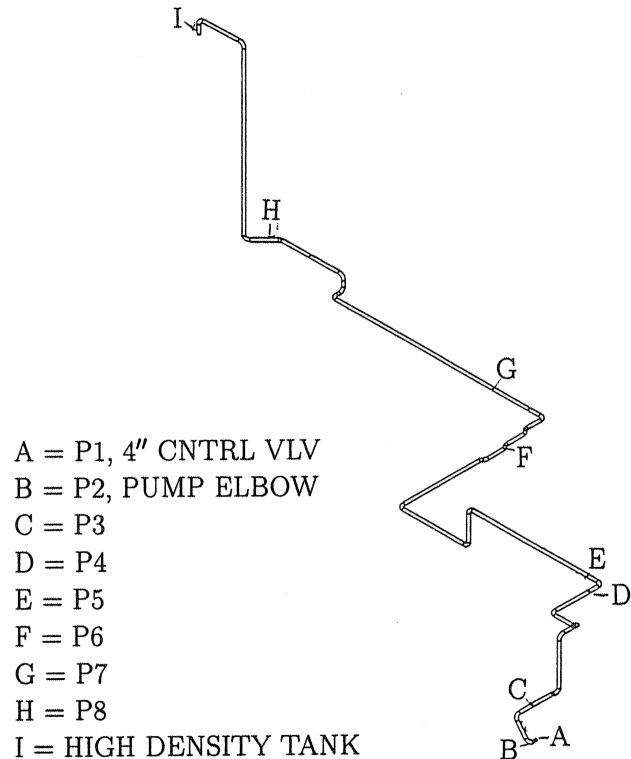 I
H
G
F
E
D
C
A
B
A = P1, 4″ CNTRL VLV
B = P2, PUMP ELBOW
C = P3
D = P4
E = P5
F = P6
G = P7
H = P8
I = HIGH DENSITY TANK